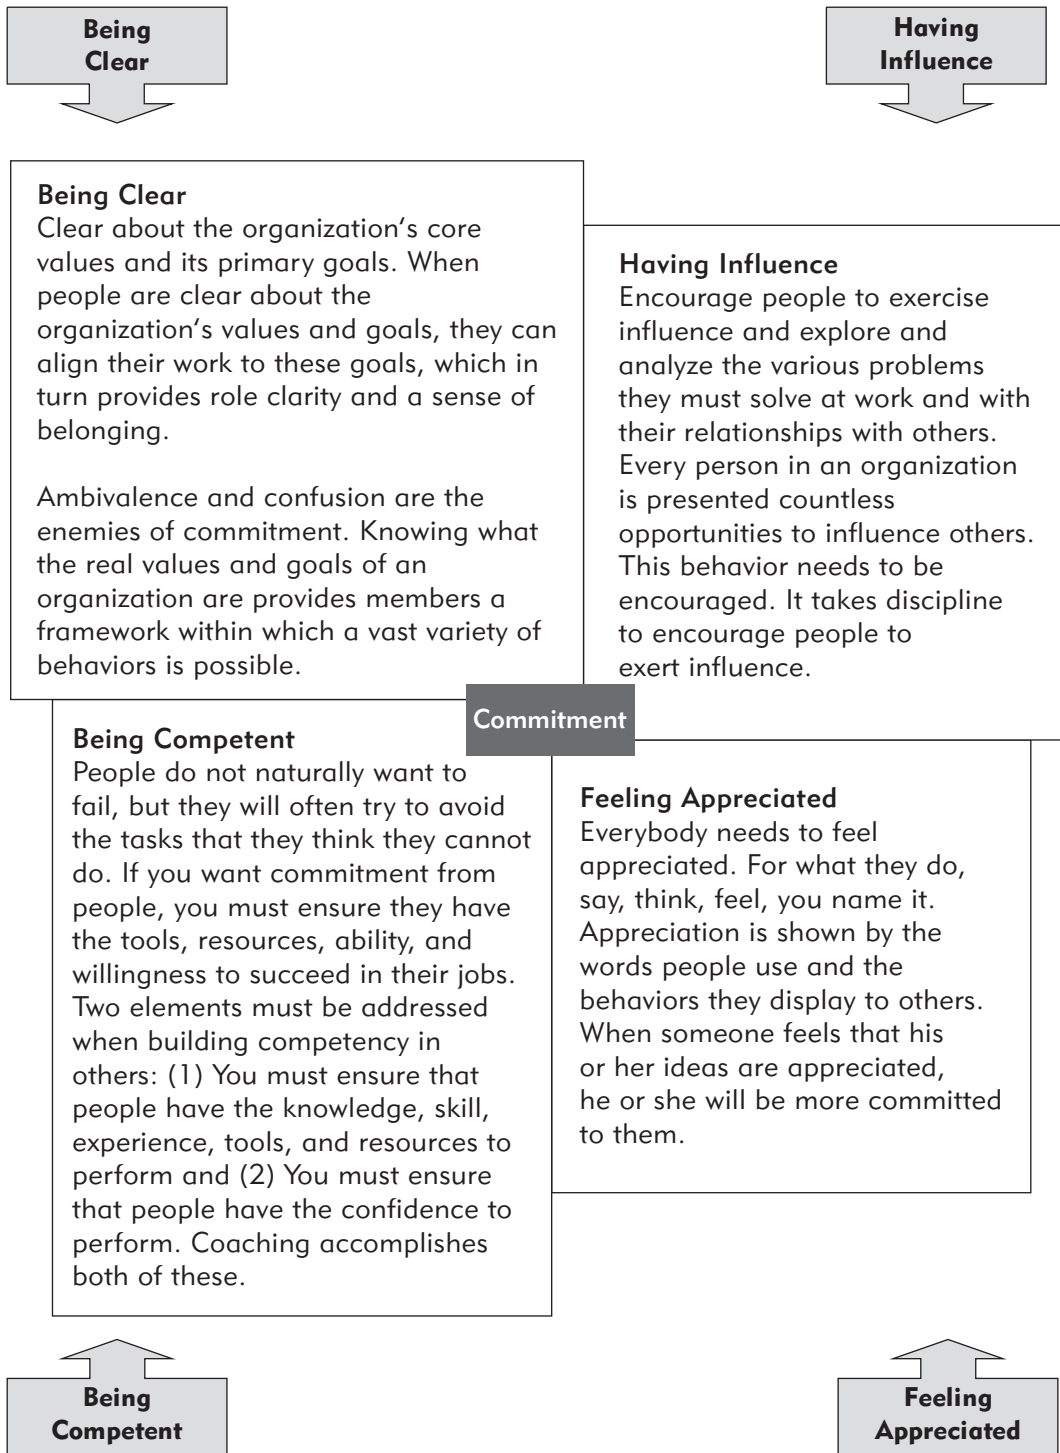 Being
Clear
Having
Influence
Being Clear
Clear about the organization’s core
values and its primary goals. When
people are clear about the
organization’s values and goals, they can
align their work to these goals, which in
turn provides role clarity and a sense of
belonging.
Ambivalence and confusion are the
enemies of commitment. Knowing what
the real values and goals of an
organization are provides members a
framework within which a vast variety of
behaviors is possible.
Having Influence
Encourage people to exercise
influence and explore and
analyze the various problems
they must solve at work and with
their relationships with others.
Every person in an organization
is presented countless
opportunities to influence others.
This behavior needs to be
encouraged. It takes discipline
to encourage people to
exert influence.
Commitment
Being Competent
People do not naturally want to
fail, but they will often try to avoid
the tasks that they think they cannot
do. If you want commitment from
people, you must ensure they have
the tools, resources, ability, and
willingness to succeed in their jobs.
Two elements must be addressed
when building competency in
others: (1) You must ensure that
people have the knowledge, skill,
experience, tools, and resources to
perform and (2) You must ensure
that people have the confidence to
perform. Coaching accomplishes
both of these.
Feeling Appreciated
Everybody needs to feel
appreciated. For what they do,
say, think, feel, you name it.
Appreciation is shown by the
words people use and the
behaviors they display to others.
When someone feels that his
or her ideas are appreciated,
he or she will be more committed
to them.
Being
Competent
Feeling
Appreciated